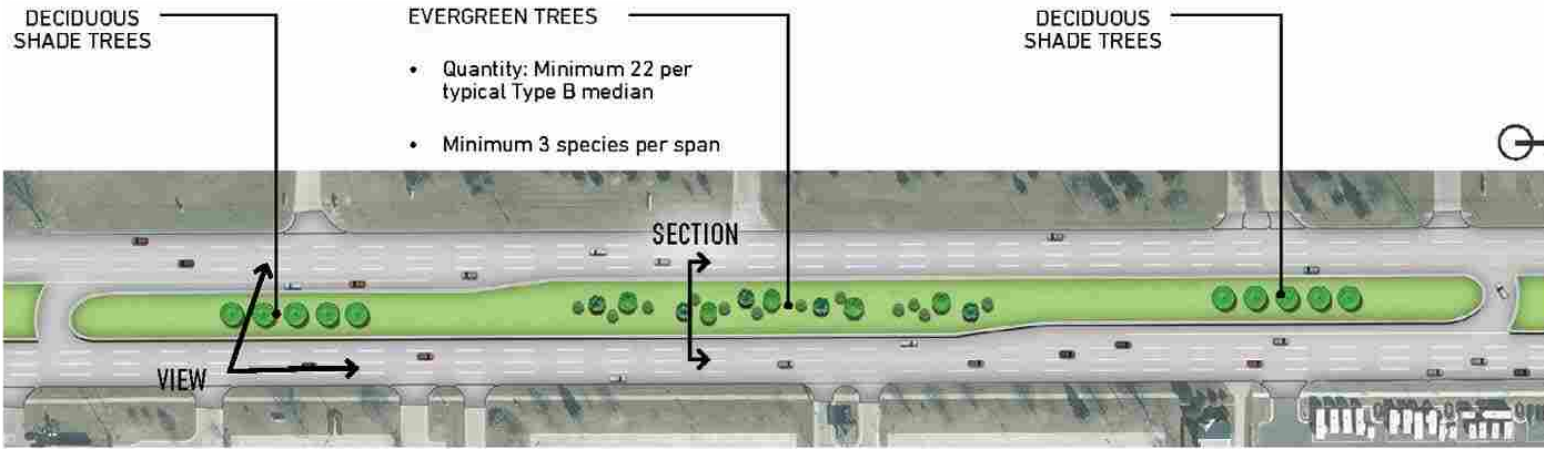 DECIDUOUS
SHADE TREES
EVERGREEN TREES
• Quantity: Minimum 22 per
typical Type B median
• Minimum 3 species per span
DECIDUOUS
SHADE TREES
SECTION
VIEW